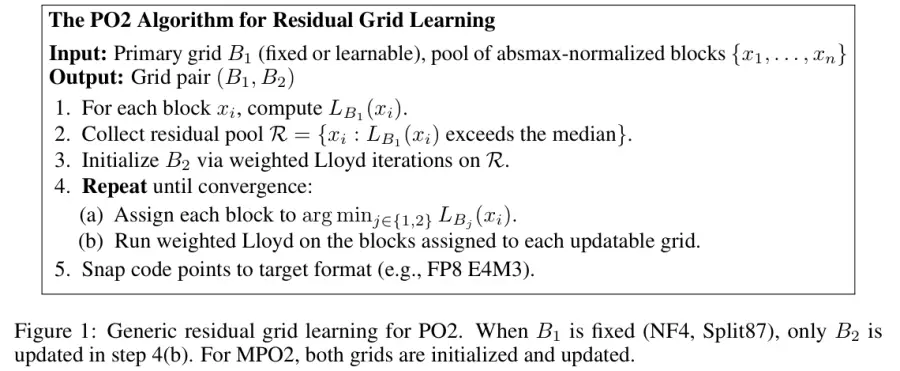 The PO2 Algorithm for Residual Grid Learning
Input: Primary grid B₁ (fixed or learnable), pool of absmax-normalized blocks {x₁, . . . , xₙ}
Output: Grid pair (B₁, B₂)
1. For each block xᵢ, compute L_B₁(xᵢ).
2. Collect residual pool R = {xᵢ : L_B₁(xᵢ) exceeds the median}.
3. Initialize B₂ via weighted Lloyd iterations on R.
4. Repeat until convergence:
(a) Assign each block to arg min_{j∈{1,2}} L_Bⱼ(xᵢ).
(b) Run weighted Lloyd on the blocks assigned to each updatable grid.
5. Snap code points to target format (e.g., FP8 E4M3).
Figure 1: Generic residual grid learning for PO2. When B₁ is fixed (NF4, Split87), only B₂ is
updated in step 4(b). For MPO2, both grids are initialized and updated.